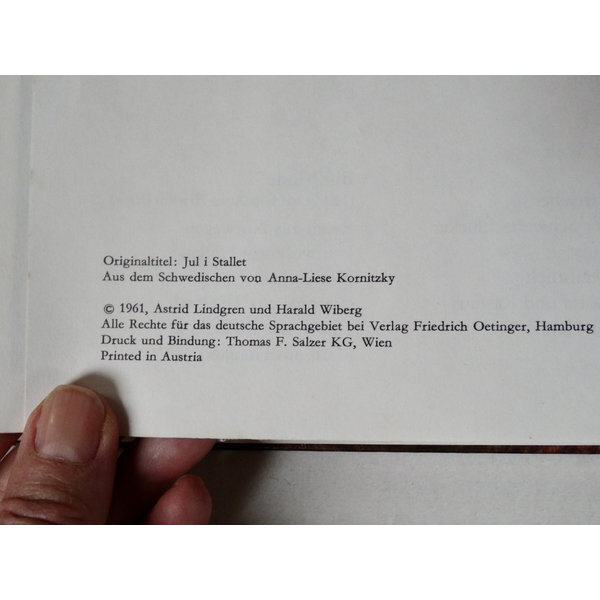 Originaltitel: Jul i Stallet
Aus dem Schwedischen von Anna-Liese Kornitzky
© 1961, Astrid Lindgren und Harald Wiberg
Alle Rechte für das deutsche Sprachgebiet bei Verlag Friedrich Oetinger, Hamburg
Druck und Bindung: Thomas F. Salzer KG, Wien
Printed in Austria